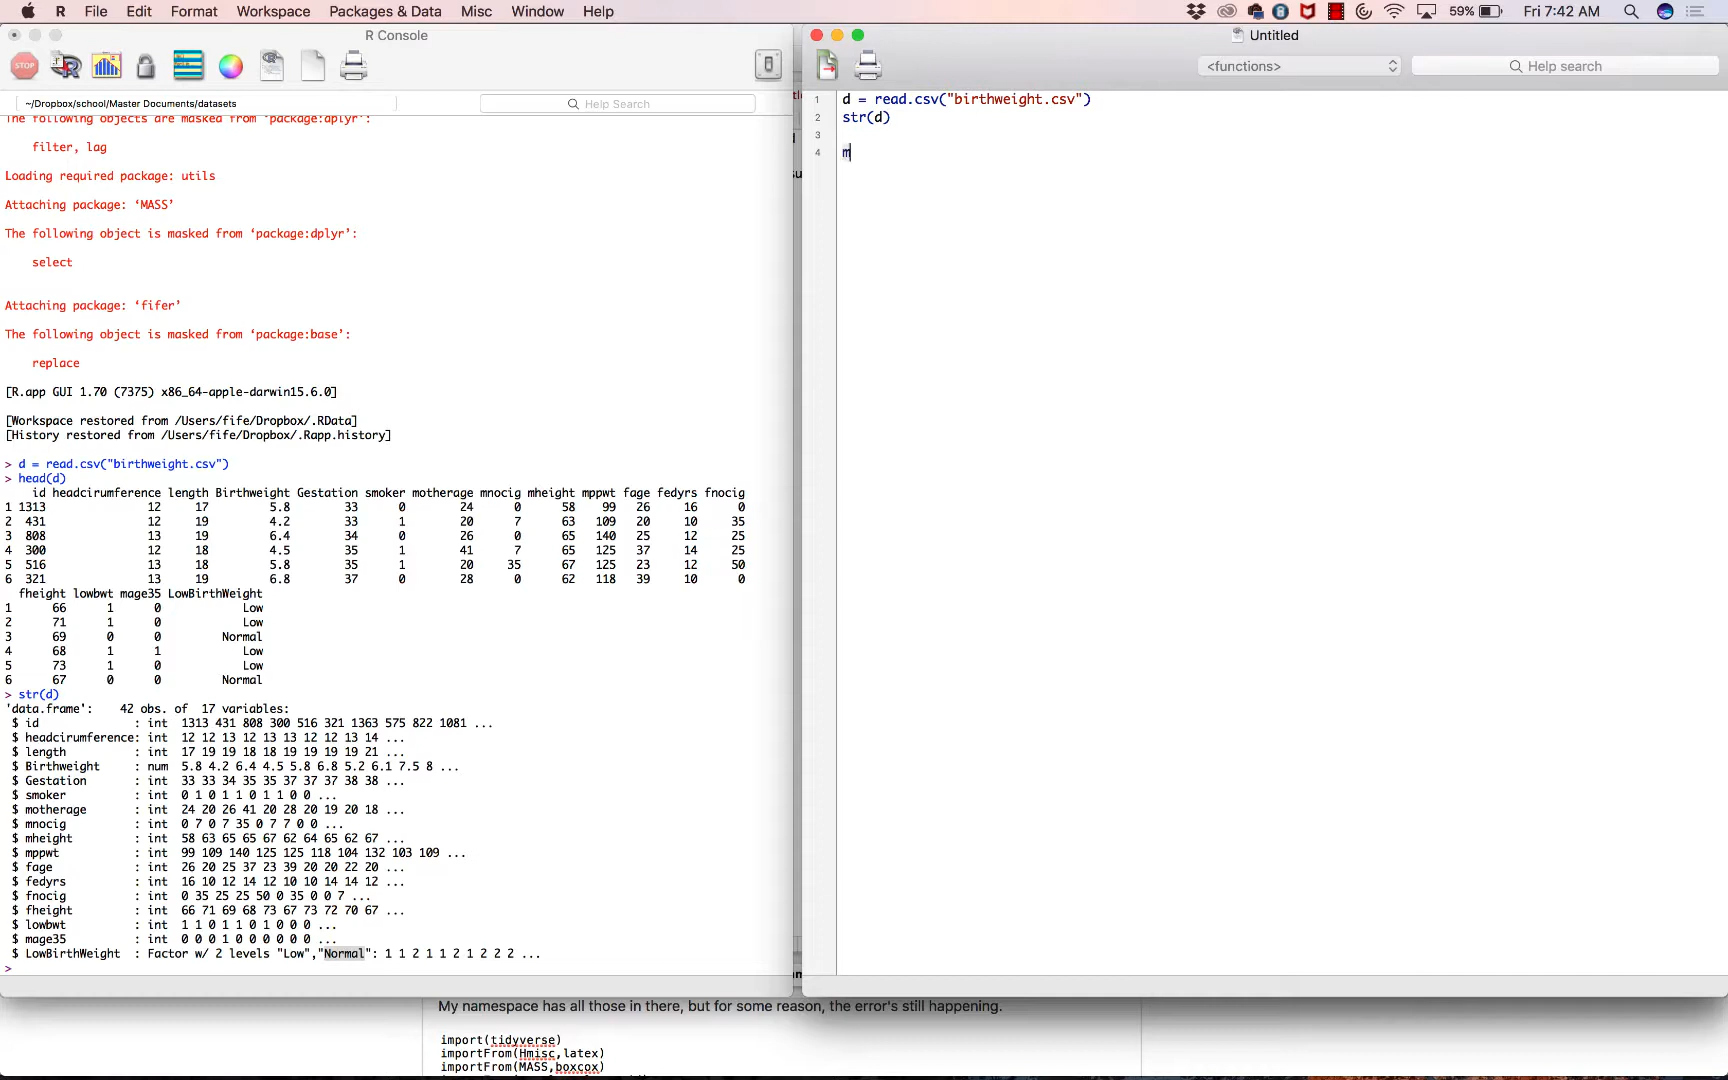 R File Edit Format Workspace Packages & Data Misc Window Help 59% Fri 7:42 AM
R Console
STOP
~/Dropbox/school/Master Documents/datasets
Help Search
The following objects are masked from ‘package:dplyr’:
    filter, lag
Loading required package: utils
Attaching package: ‘MASS’
The following object is masked from ‘package:dplyr’:
    select
Attaching package: ‘fifer’
The following object is masked from ‘package:base’:
    replace
[R.app GUI 1.70 (7375) x86_64-apple-darwin15.6.0]
[Workspace restored from /Users/fife/Dropbox/.RData]
[History restored from /Users/fife/Dropbox/.Rapp.history]
> d = read.csv("birthweight.csv")
> head(d)
    id headcirumference length Birthweight Gestation smoker motherage mnocig mheight mppwt fage fedyrs fnocig
1 1313 12 17 5.8 33 0 24 0 58 99 26 16 0
2 431 12 19 4.2 33 1 20 7 63 109 20 10 35
3 808 13 19 6.4 34 0 26 0 65 140 25 12 25
4 300 12 18 4.5 35 1 41 7 65 125 37 14 25
5 516 13 18 5.8 35 1 20 35 67 125 23 12 50
6 321 13 19 6.8 37 0 28 0 62 118 39 10 0
  fheight lowbwt mage35 LowBirthWeight
1 66 1 0 Low
2 71 1 0 Low
3 69 0 0 Normal
4 68 1 1 Low
5 73 1 0 Low
6 67 0 0 Normal
> str(d)
'data.frame': 42 obs. of 17 variables:
 $ id : int 1313 431 808 300 516 321 1363 575 822 1081 ...
 $ headcirumference: int 12 12 13 12 13 13 12 12 13 14 ...
 $ length : int 17 19 19 18 18 19 19 19 19 21 ...
 $ Birthweight : num 5.8 4.2 6.4 4.5 5.8 6.8 5.2 6.1 7.5 8 ...
 $ Gestation : int 33 33 34 35 35 37 37 37 38 38 ...
 $ smoker : int 0 1 0 1 1 0 1 1 0 0 ...
 $ motherage : int 24 20 26 41 20 28 20 19 20 18 ...
 $ mnocig : int 0 7 0 7 35 0 7 7 0 0 ...
 $ mheight : int 58 63 65 65 67 62 64 65 62 67 ...
 $ mppwt : int 99 109 140 125 125 118 104 132 103 109 ...
 $ fage : int 26 20 25 37 23 39 20 20 22 20 ...
 $ fedyrs : int 16 10 12 14 12 10 10 14 14 12 ...
 $ fnocig : int 0 35 25 25 50 0 35 0 0 7 ...
 $ fheight : int 66 71 69 68 73 67 73 72 70 67 ...
 $ lowbwt : int 1 1 0 1 1 0 1 0 0 0 ...
 $ mage35 : int 0 0 0 1 0 0 0 0 0 0 ...
 $ LowBirthWeight : Factor w/ 2 levels "Low","Normal": 1 1 2 1 1 2 1 2 2 2 ...
>
Untitled
<functions>
Help search
1 d = read.csv("birthweight.csv")
2 str(d)
3
4 m
My namespace has all those in there, but for some reason, the error's still happening.
import(tidyverse)
importFrom(Hmisc,latex)
importFrom(MASS,boxcox)